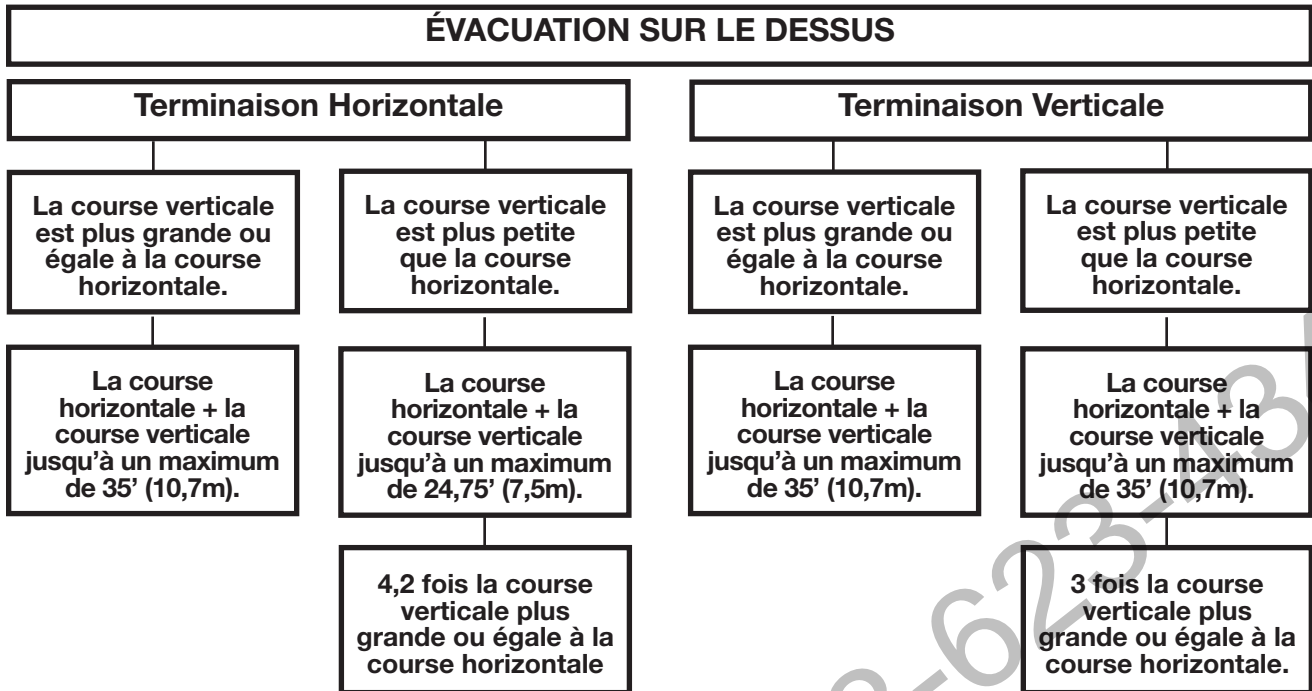 ÉVACUATION SUR LE DESSUS
Terminaison Horizontale
La course verticale
est plus grande ou
égale à la course
horizontale.
La course
horizontale + la
course verticale
jusqu'à un maximum
de 35' (10,7m).
La course verticale
est plus petite
que la course
horizontale.
La course
horizontale + la
course verticale
jusqu'à un maximum
de 24,75' (7,5m).
4,2 fois la course
verticale plus
grande ou égale à la
course horizontale
Terminaison Verticale
La course verticale
est plus grande ou
égale à la course
horizontale.
La course
horizontale + la
course verticale
jusqu'à un maximum
de 35' (10,7m).
La course verticale
est plus petite
que la course
horizontale.
La course
horizontale + la
course verticale
jusqu'à un maximum
de 35' (10,7m).
3 fois la course
verticale plus
grande ou égale à la
course horizontale.